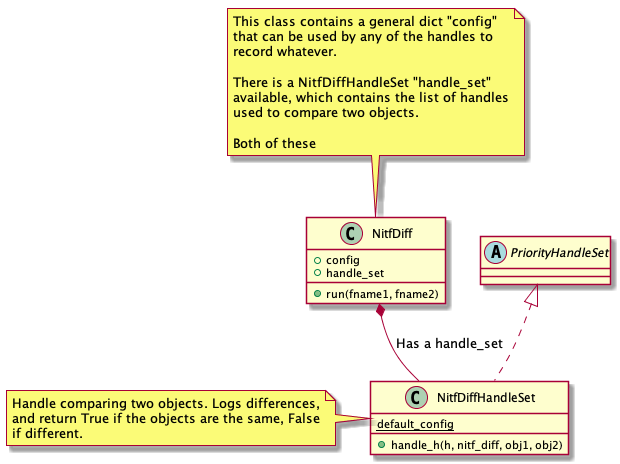 This class contains a general dict "config"
that can be used by any of the handles to
record whatever.
There is a NitfDiffHandleSet "handle_set"
available, which contains the list of handles
used to compare two objects.
Both of these
C NitfDiff
config
handle_set
run(fname1, fname2)
A PriorityHandleSet
Has a handle_set
C NitfDiffHandleSet
default_config
handle_h(h, nitf_diff, obj1, obj2)
Handle comparing two objects. Logs differences,
and return True if the objects are the same, False
if different.